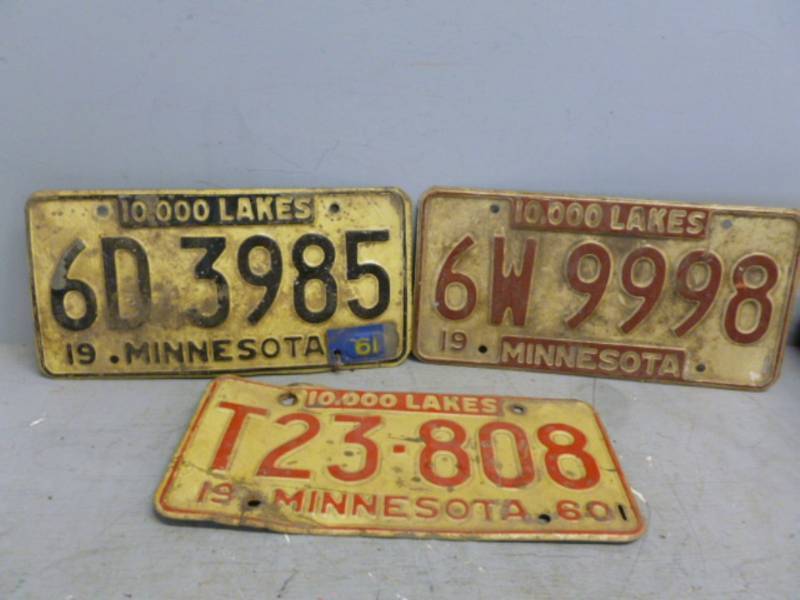 10,000 LAKES
6D 3985
19 MINNESOTA 61
10,000 LAKES
6W 9998
19 MINNESOTA
10,000 LAKES
T23-808
19 MINNESOTA 60